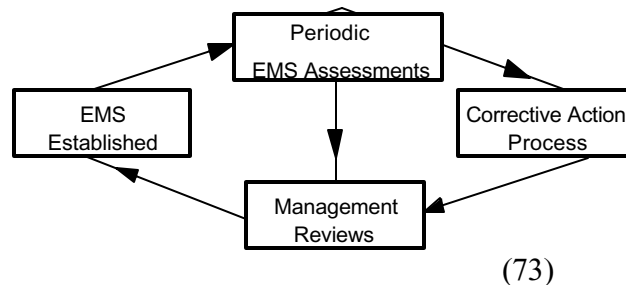 Periodic
EMS Assessments
EMS
Established
Corrective Action
Process
Management
Reviews
(73)